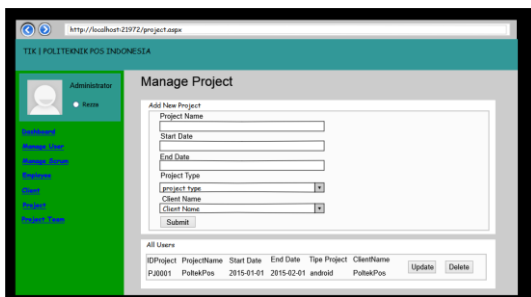 http://localhost:21972/project.aspx
TIK | POLITEKNIK POS INDONESIA
Administrator
Rezza
Dashboard
Manage User
Manage Scrum
Employee
Client
Project
Project Team
Manage Project
Add New Project
Project Name
Start Date
End Date
Project Type
project type
Client Name
Client Name
Submit
All Users
IDProject ProjectName Start Date End Date Tipe Project ClientName
PJ0001 PoltekPos 2015-01-01 2015-02-01 android PoltekPos
Update Delete